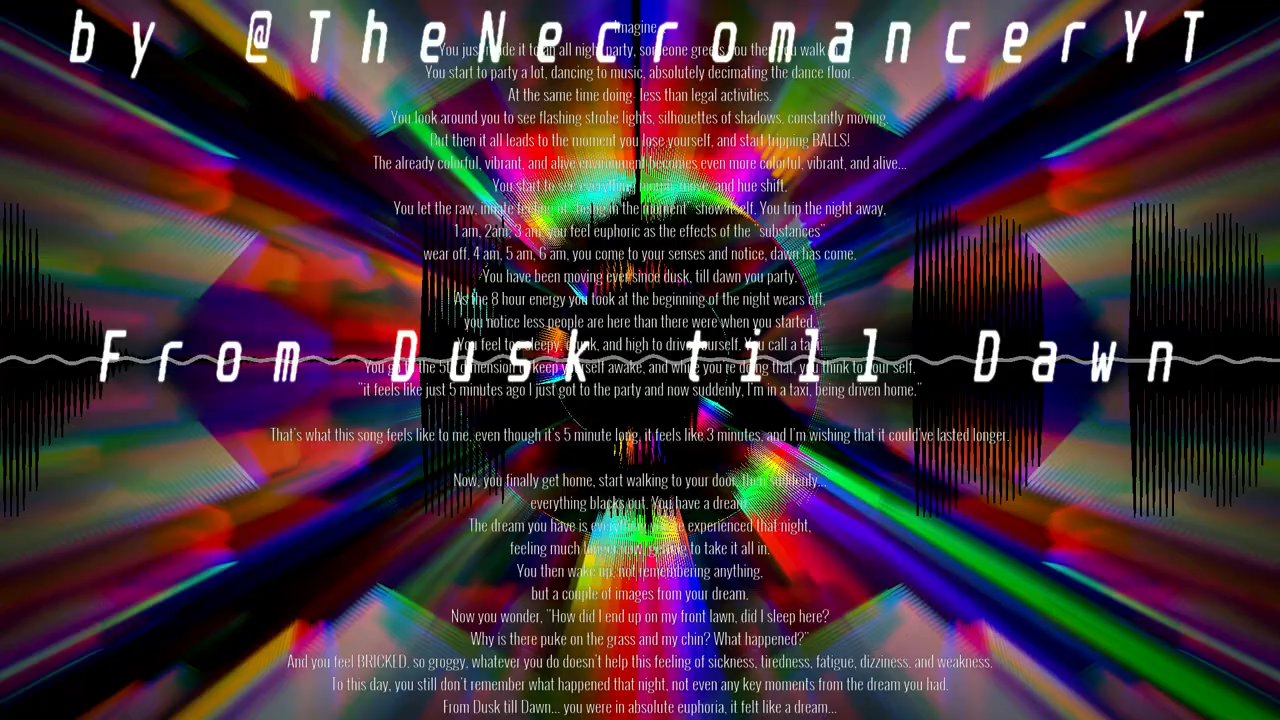 by @TheNecromancerYT
Imagine
You just made it to an all night party, someone greets you then you walk in.
You start to party a lot, dancing to music, absolutely decimating the dance floor.
At the same time doing, less than legal activities.
You look around you to see flashing strobe lights, silhouettes of shadows, constantly moving.
But then it all leads to the moment you lose yourself, and start tripping BALLS!
The already colorful, vibrant, and alive environment becomes even more colorful, vibrant, and alive...
You start to see everything morph, move, and hue shift.
You let the raw, innate feeling of "being in the moment" show itself. You trip the night away,
1 am, 2am, 3 am, you feel euphoric as the effects of the "substances"
wear off, 4 am, 5 am, 6 am, you come to your senses and notice, dawn has come.
You have been moving ever since dusk, till dawn you party.
As the 8 hour energy you took at the beginning of the night wears off,
you notice less people are here than there were when you started.
From Dusk till Dawn
You feel too sleepy, drunk, and high to drive yourself. You call a taxi.
You the 5th dimension to keep yourself awake, and while you're doing that, you think to your self,
"it feels like just 5 minutes ago I just got to the party and now suddenly, I'm in a taxi, being driven home."
That's what this song feels like to me, even though it's 5 minute long, it feels like 3 minutes, and I'm wishing that it could've lasted longer.
Now, you finally get home, start walking to your door, then suddenly...
everything blacks out. You have a dream
The dream you have is everything you've experienced that night,
feeling much to take it all in.
You then wake up, not remembering anything.
but a couple of images from your dream.
Now you wonder, "How did I end up on my front lawn, did I sleep here?
Why is there puke on the grass and my chin? What happened?"
And you feel BRICKED, so groggy, whatever you do doesn't help this feeling of sickness, tiredness, fatigue, dizziness, and weakness.
To this day, you still don't remember what happened that night, not even any key moments from the dream you had.
From Dusk till Dawn... you were in absolute euphoria, it felt like a dream...